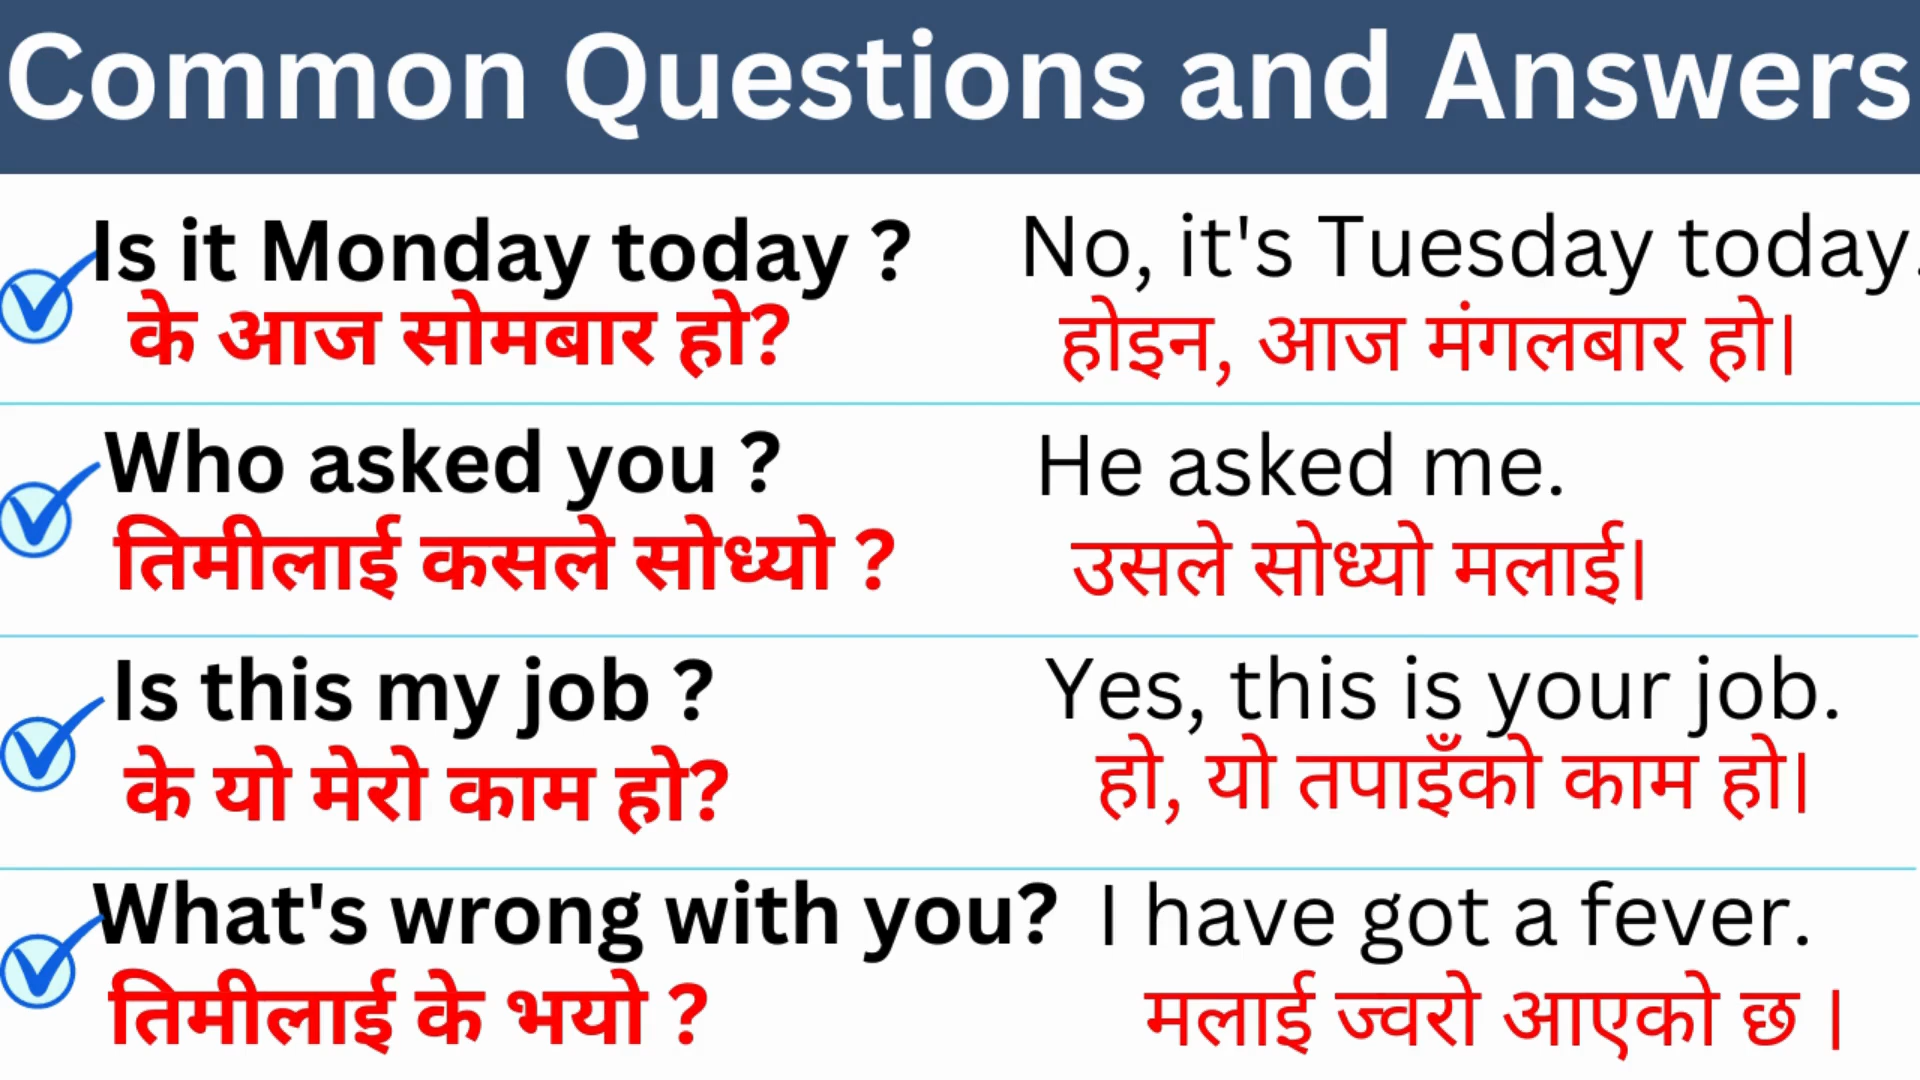 Common Questions and Answers
Is it Monday today ?
के आज सोमबार हो?
No, it's Tuesday today.
होइन, आज मंगलबार हो।
Who asked you ?
तिमीलाई कसले सोध्यो ?
He asked me.
उसले सोध्यो मलाई।
Is this my job ?
के यो मेरो काम हो?
Yes, this is your job.
हो, यो तपाइँको काम हो।
What's wrong with you?
तिमीलाई के भयो ?
I have got a fever.
मलाई ज्वरो आएको छ ।